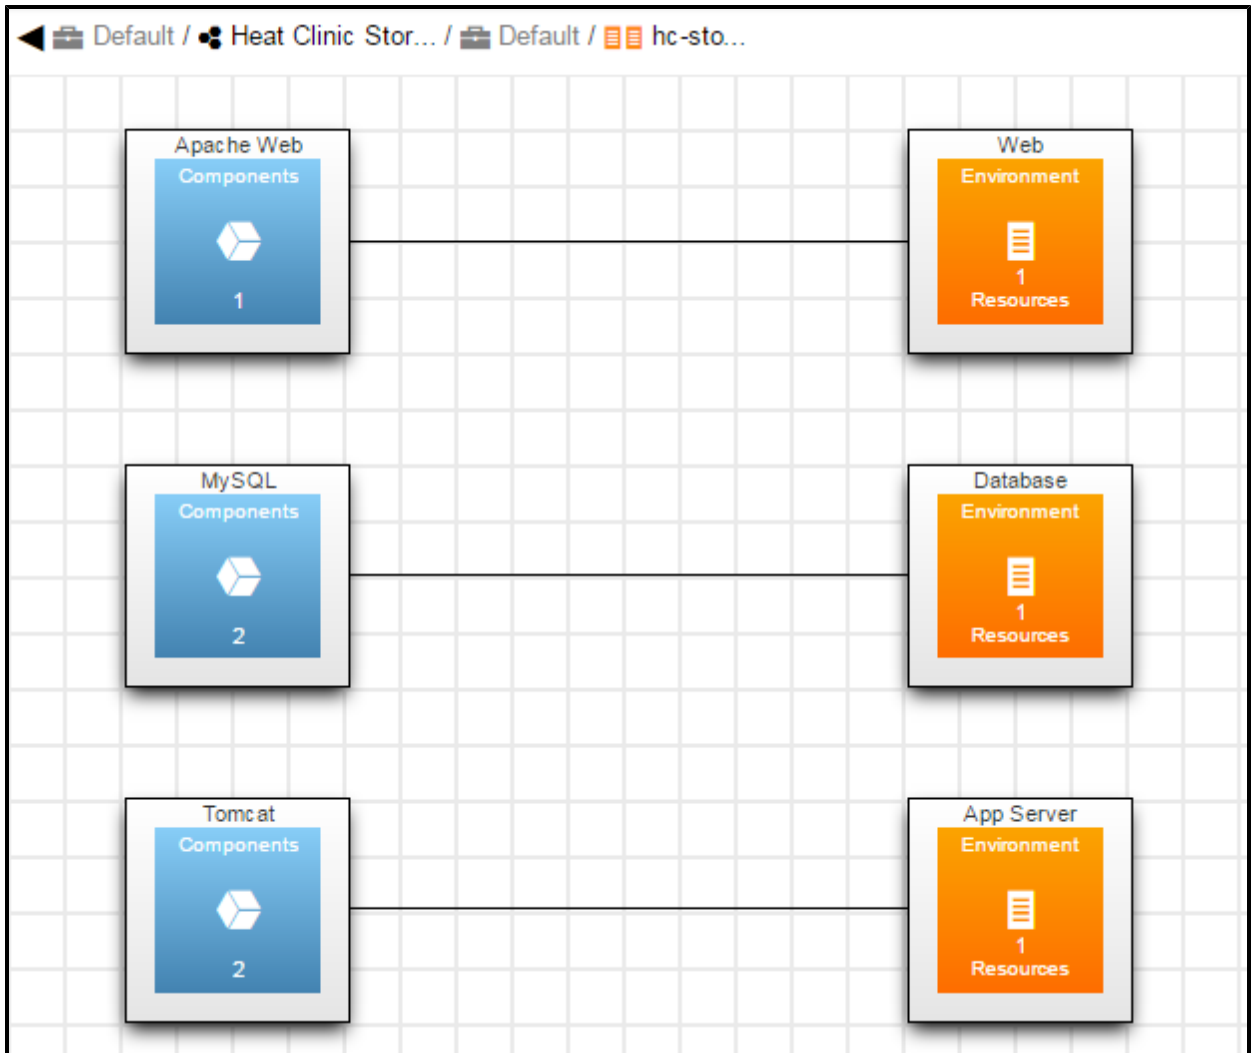 Default / Heat Clinic Stor... / Default / hc-sto...
Apache Web
Components
1
Web
Environment
1
Resources
MySQL
Components
2
Database
Environment
1
Resources
Tomcat
Components
2
App Server
Environment
1
Resources